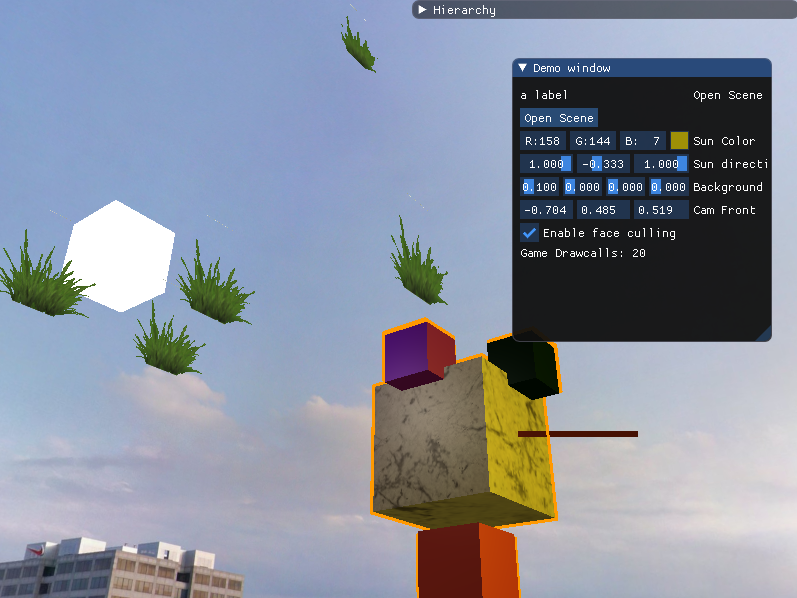 ▶ Hierarchy
▼ Demo window
a label Open Scene
Open Scene
R:158 G:144 B: 7 Sun Color
1.000 -0.333 1.000 Sun directi
0.100 0.000 0.000 0.000 Background
-0.704 0.485 0.519 Cam Front
Enable face culling
Game Drawcalls: 20